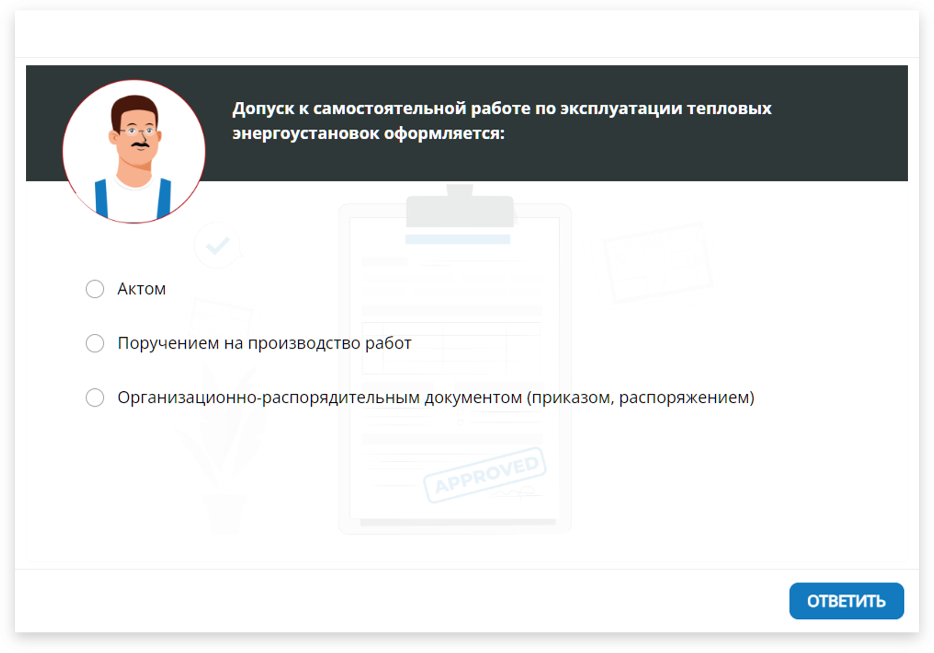 Допуск к самостоятельной работе по эксплуатации тепловых
энергоустановок оформляется:
Актом
Поручением на производство работ
Организационно-распорядительным документом (приказом, распоряжением)
APPROVED
ОТВЕТИТЬ